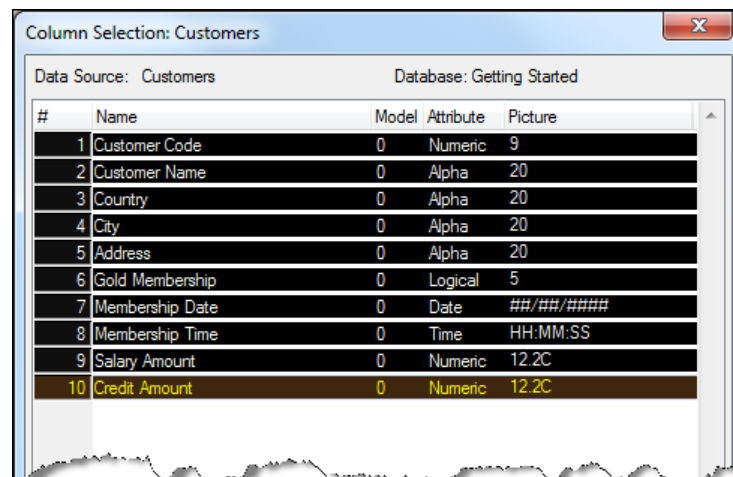 Column Selection: Customers
Data Source: Customers Database: Getting Started
# Name Model Attribute Picture
1 Customer Code 0 Numeric 9
2 Customer Name 0 Alpha 20
3 Country 0 Alpha 20
4 City 0 Alpha 20
5 Address 0 Alpha 20
6 Gold Membership 0 Logical 5
7 Membership Date 0 Date ##/##/####
8 Membership Time 0 Time HH:MM:SS
9 Salary Amount 0 Numeric 12.2C
10 Credit Amount 0 Numeric 12.2C